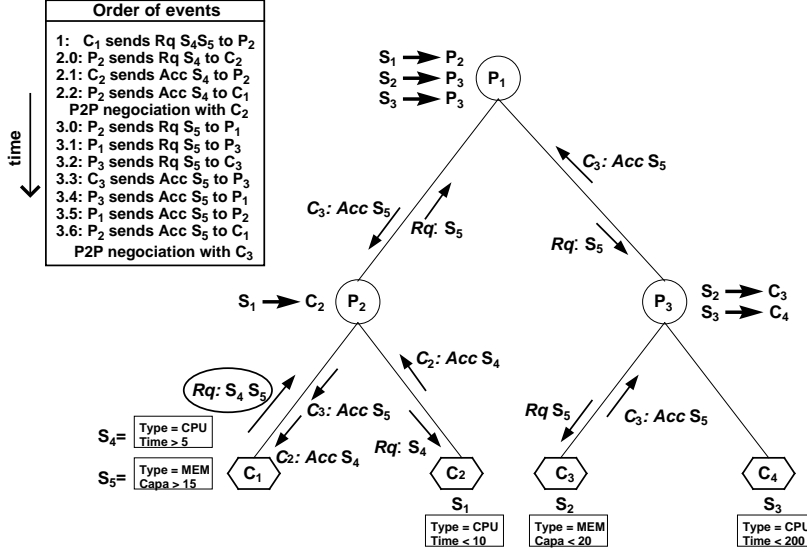 Order of events
1: C₁ sends Rq S₄S₅ to P₂
2.0: P₂ sends Rq S₄ to C₂
2.1: C₂ sends Acc S₄ to P₂
2.2: P₂ sends Acc S₄ to C₁
P2P negociation with C₂
3.0: P₂ sends Rq S₅ to P₁
3.1: P₁ sends Rq S₅ to P₃
3.2: P₃ sends Rq S₅ to C₃
3.3: C₃ sends Acc S₅ to P₃
3.4: P₃ sends Acc S₅ to P₁
3.5: P₁ sends Acc S₅ to P₂
3.6: P₂ sends Acc S₅ to C₁
P2P negociation with C₃
time
S₁ → P₂
S₂ → P₃
S₃ → P₃
P₁
C₃: Acc S₅
C₃: Acc S₅
Rq: S₅
Rq: S₅
S₁ → C₂
P₂
P₃
S₂ → C₃
S₃ → C₄
C₂: Acc S₄
Rq: S₄ S₅
C₃: Acc S₅
Rq S₅
C₃: Acc S₅
S₄=
Type = CPU
Time > 5
C₂: Acc S₄
Rq: S₄
S₅=
Type = MEM
Capa > 15
C₁
C₂
C₃
C₄
S₁
S₂
S₃
Type = CPU
Time < 10
Type = MEM
Capa < 20
Type = CPU
Time < 200